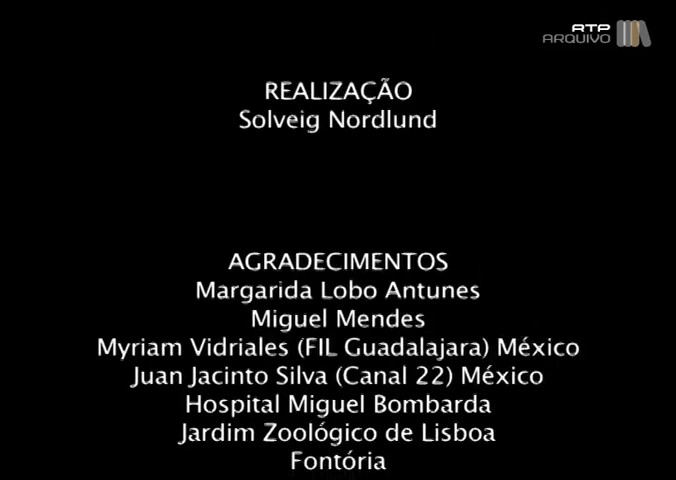 RTP
ARQUIVO
REALIZAÇÃO
Solveig Nordlund
AGRADECIMENTOS
Margarida Lobo Antunes
Miguel Mendes
Myriam Vidriales (FIL Guadalajara) México
Juan Jacinto Silva (Canal 22) México
Hospital Miguel Bombarda
Jardim Zoológico de Lisboa
Fontória